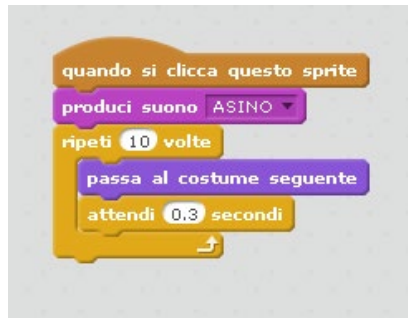 quando si clicca questo sprite
produci suono ASINO
ripeti 10 volte
passa al costume seguente
attendi 0.3 secondi